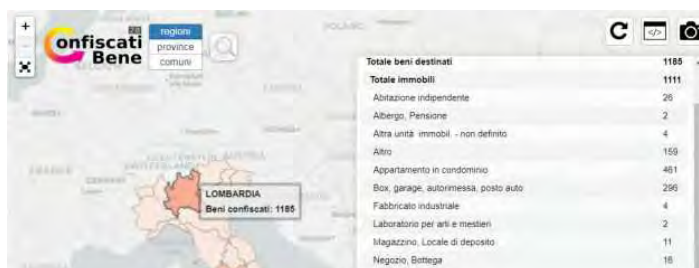 +
2.0
Confiscati
Bene
regioni
province
comuni
</>
Totale beni destinati 1185
Totale immobili 1111
Abitazione indipendente 26
Albergo, Pensione 2
Altra unità immobil. - non definito 4
Altro 159
Appartamento in condominio 461
Box, garage, autorimessa, posto auto 296
Fabbricato industriale 4
Laboratorio per arti e mestieri 2
Magazzino, Locale di deposito 11
Negozio, Bottega 16
LOMBARDIA
Beni confiscati: 1185